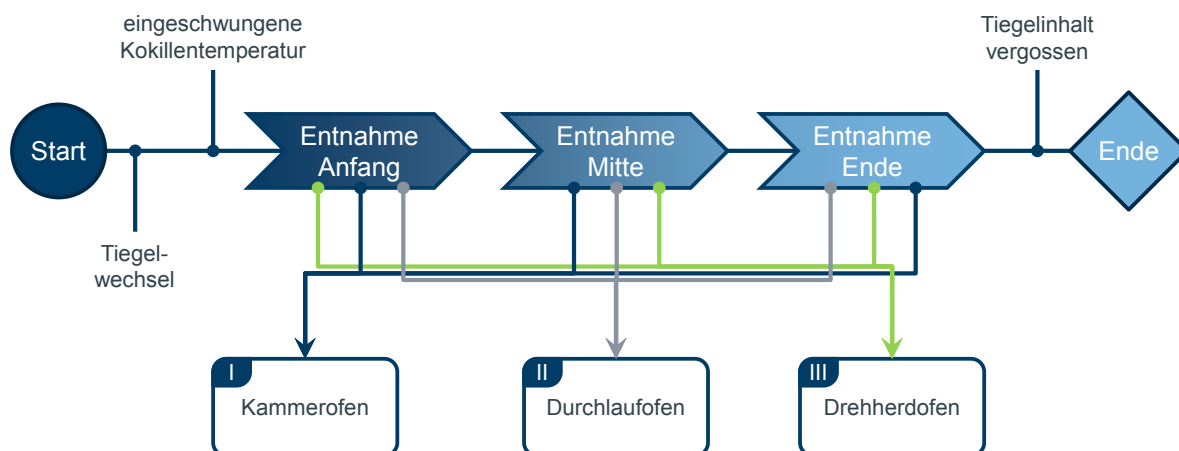 eingeschwungene
Kokillentemperatur
Tiegelinhalt
vergossen
Start
Entnahme
Anfang
Entnahme
Mitte
Entnahme
Ende
Ende
Tiegel-
wechsel
I
Kammerofen
II
Durchlaufofen
III
Drehherdofen